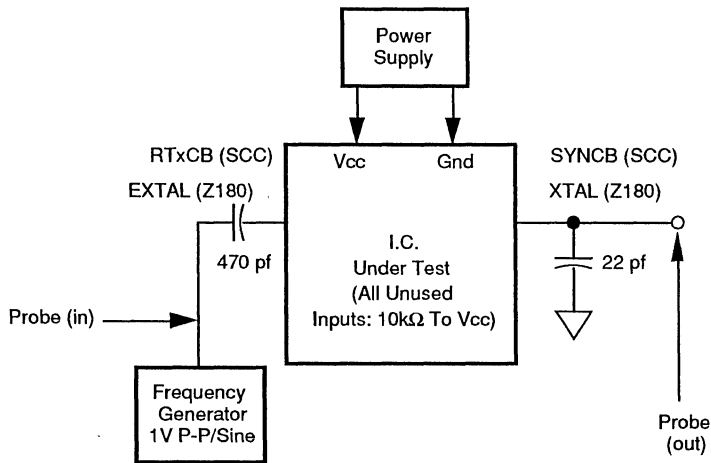 Power
Supply
RTxCB (SCC)
Vcc
Gnd
SYNCB (SCC)
EXTAL (Z180)
XTAL (Z180)
470 pf
I.C.
Under Test
(All Unused
Inputs: 10kΩ To Vcc)
22 pf
Probe (in)
Frequency
Generator
1V P-P/Sine
Probe
(out)